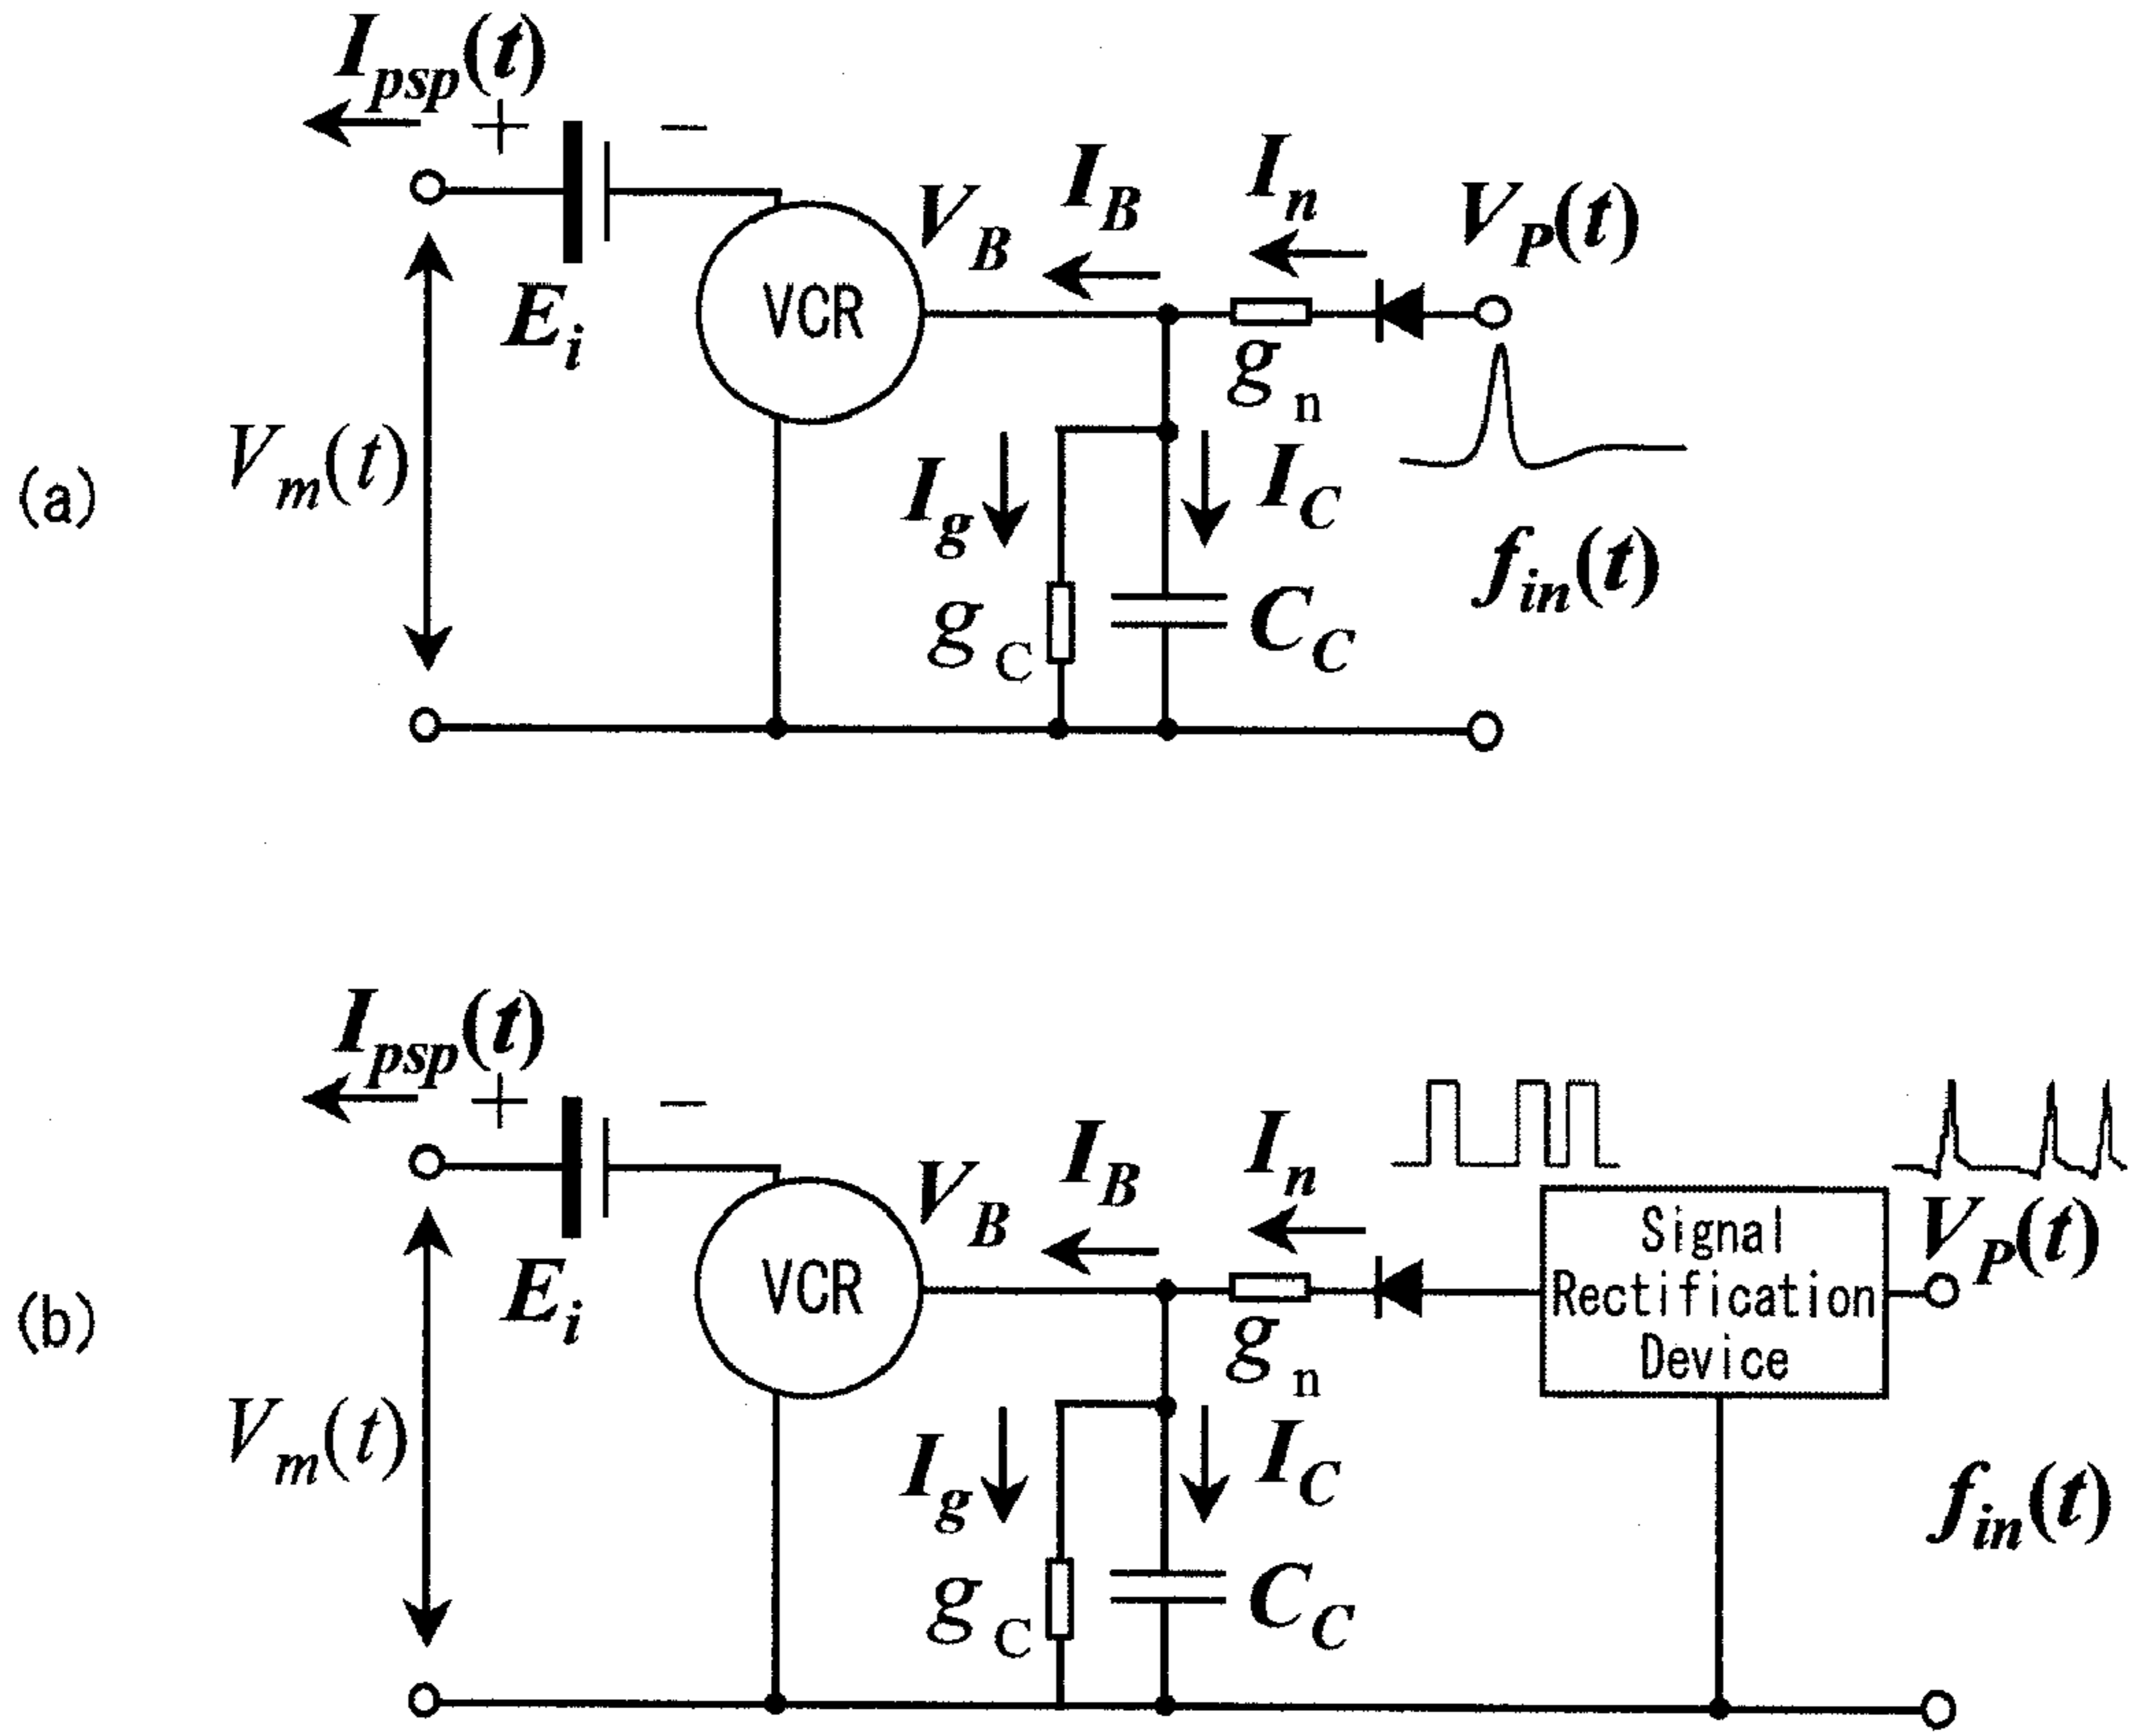 (a)
I_psp(t)
+ −
E_i
V_m(t)
VCR
V_B
I_B
I_n
V_P(t)
g_n
I_g
I_C
g_C
C_C
f_in(t)
(b)
I_psp(t)
+ −
E_i
V_m(t)
VCR
V_B
I_B
I_n
g_n
Signal
Rectification
Device
V_P(t)
I_g
I_C
g_C
C_C
f_in(t)